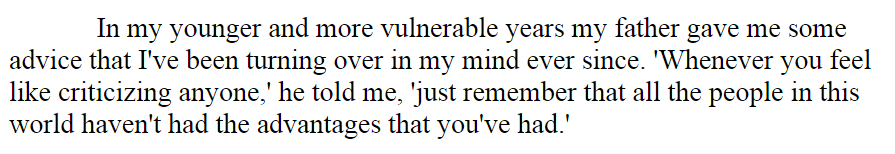 In my younger and more vulnerable years my father gave me some
advice that I've been turning over in my mind ever since. 'Whenever you feel
like criticizing anyone,' he told me, 'just remember that all the people in this
world haven't had the advantages that you've had.'